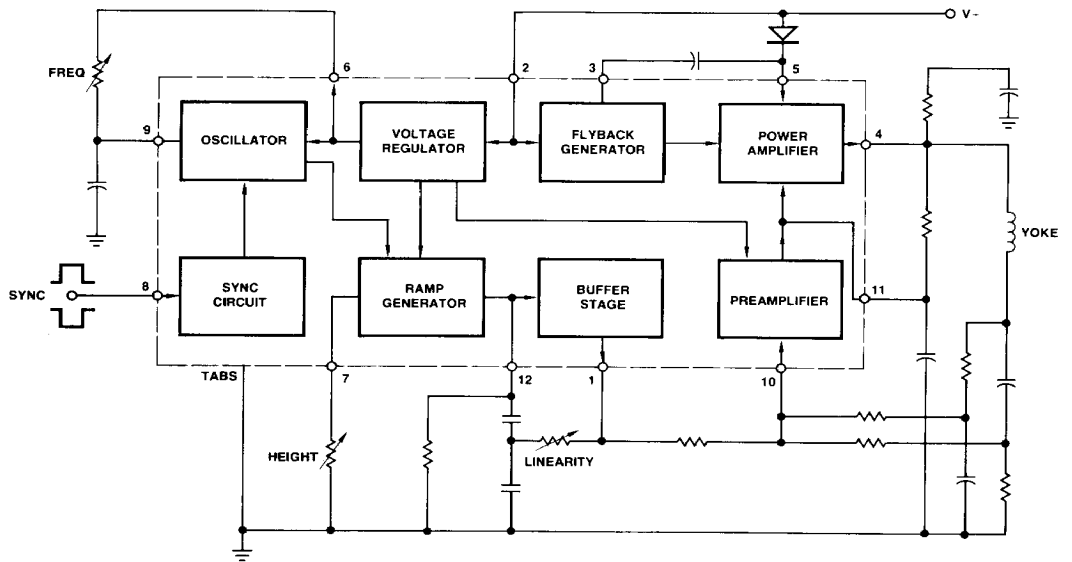 V-
FREQ
6
2
3
5
9
OSCILLATOR
VOLTAGE
REGULATOR
FLYBACK
GENERATOR
POWER
AMPLIFIER
4
YOKE
SYNC
8
SYNC
CIRCUIT
RAMP
GENERATOR
BUFFER
STAGE
PREAMPLIFIER
11
TABS
7
12
1
10
HEIGHT
LINEARITY